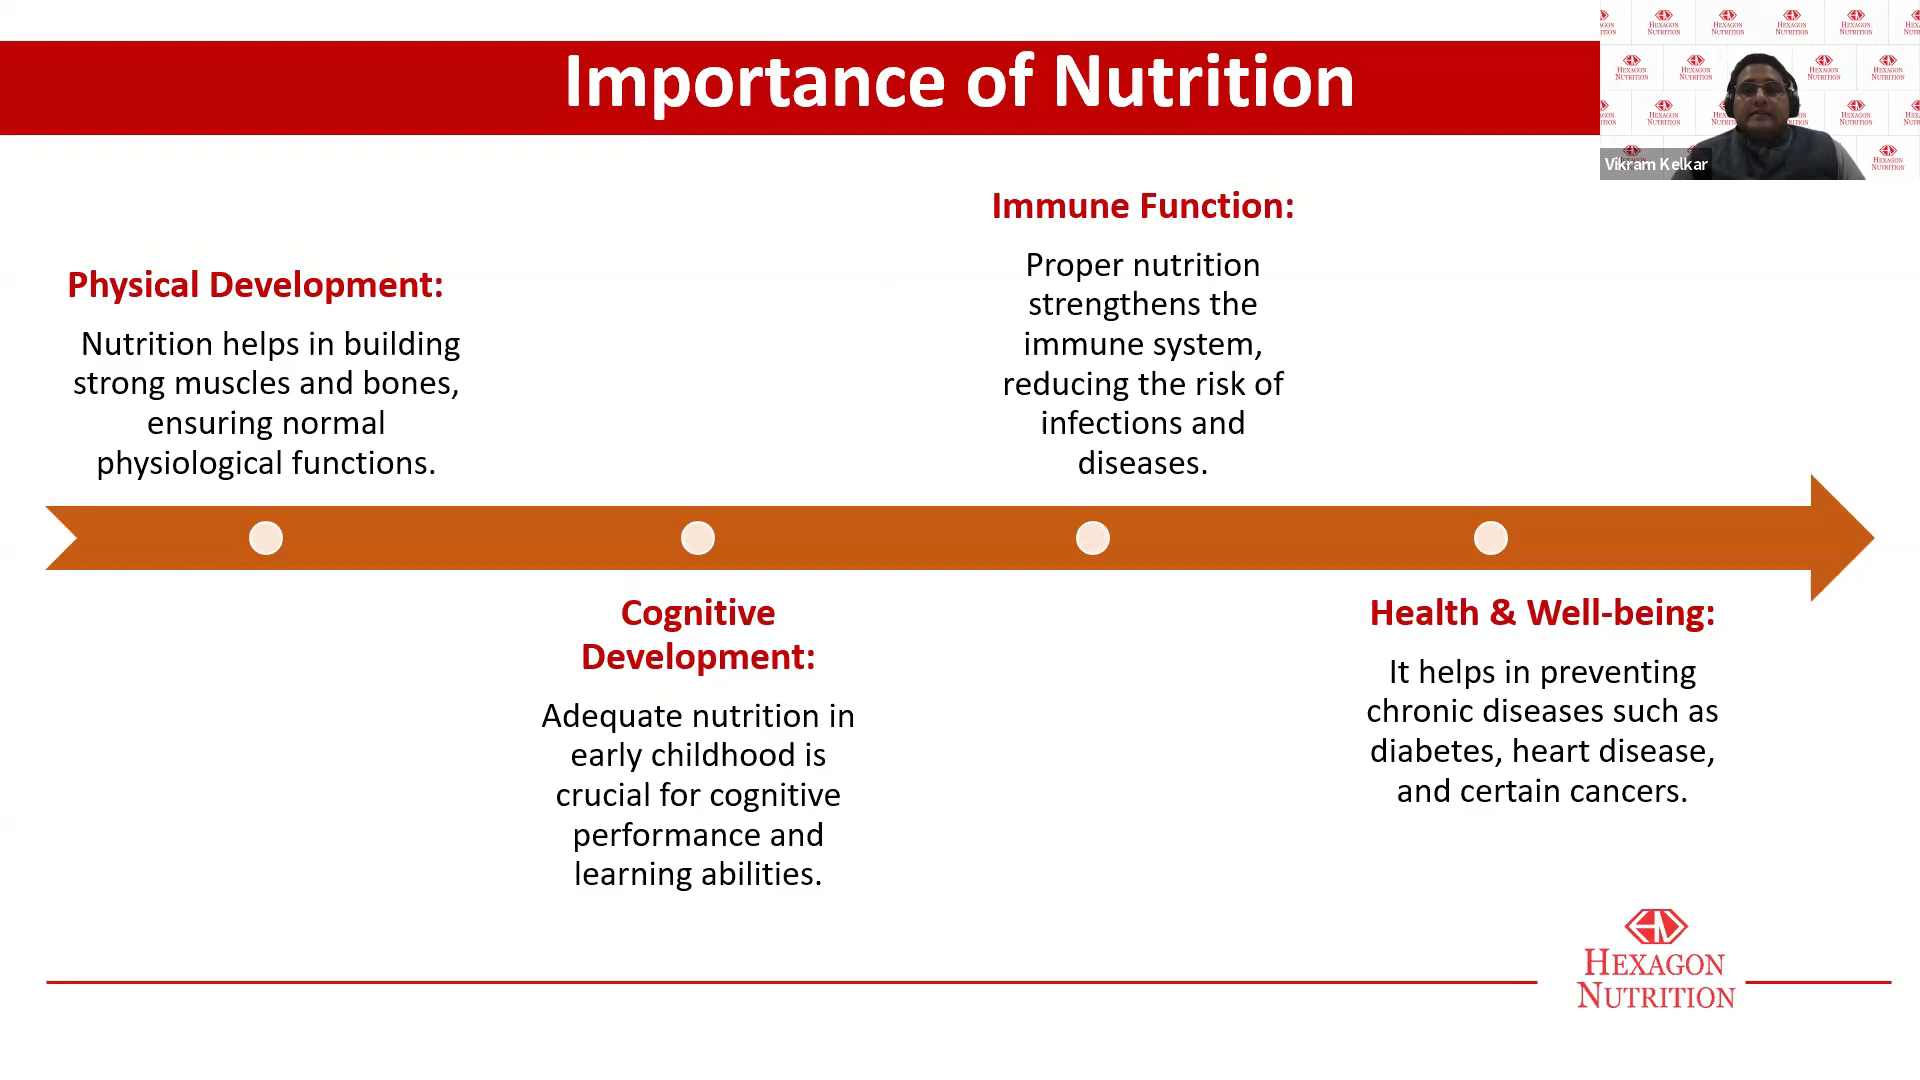 Importance of Nutrition
Vikram Kelkar
Physical Development:
Nutrition helps in building
strong muscles and bones,
ensuring normal
physiological functions.
Cognitive
Development:
Adequate nutrition in
early childhood is
crucial for cognitive
performance and
learning abilities.
Immune Function:
Proper nutrition
strengthens the
immune system,
reducing the risk of
infections and
diseases.
Health & Well-being:
It helps in preventing
chronic diseases such as
diabetes, heart disease,
and certain cancers.
HEXAGON
NUTRITION